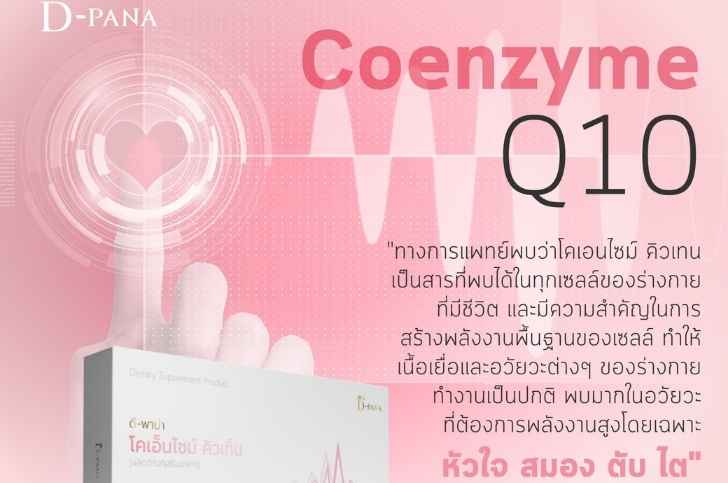 D-PANA
Coenzyme
Q10
"ทางการแพทย์พบว่าโคเอนไซม์ คิวเทน
เป็นสารที่พบได้ในทุกเซลล์ของร่างกาย
ที่มีชีวิต และมีความสำคัญในการ
สร้างพลังงานพื้นฐานของเซลล์ ทำให้
เนื้อเยื่อและอวัยวะต่างๆ ของร่างกาย
ทำงานเป็นปกติ พบมากในอวัยวะ
ที่ต้องการพลังงานสูงโดยเฉพาะ
หัวใจ สมอง ตับ ไต"
Dietary Supplement Product
D-PANA
ดี-พาน่า
โคเอ็นไซม์ คิวเท็น